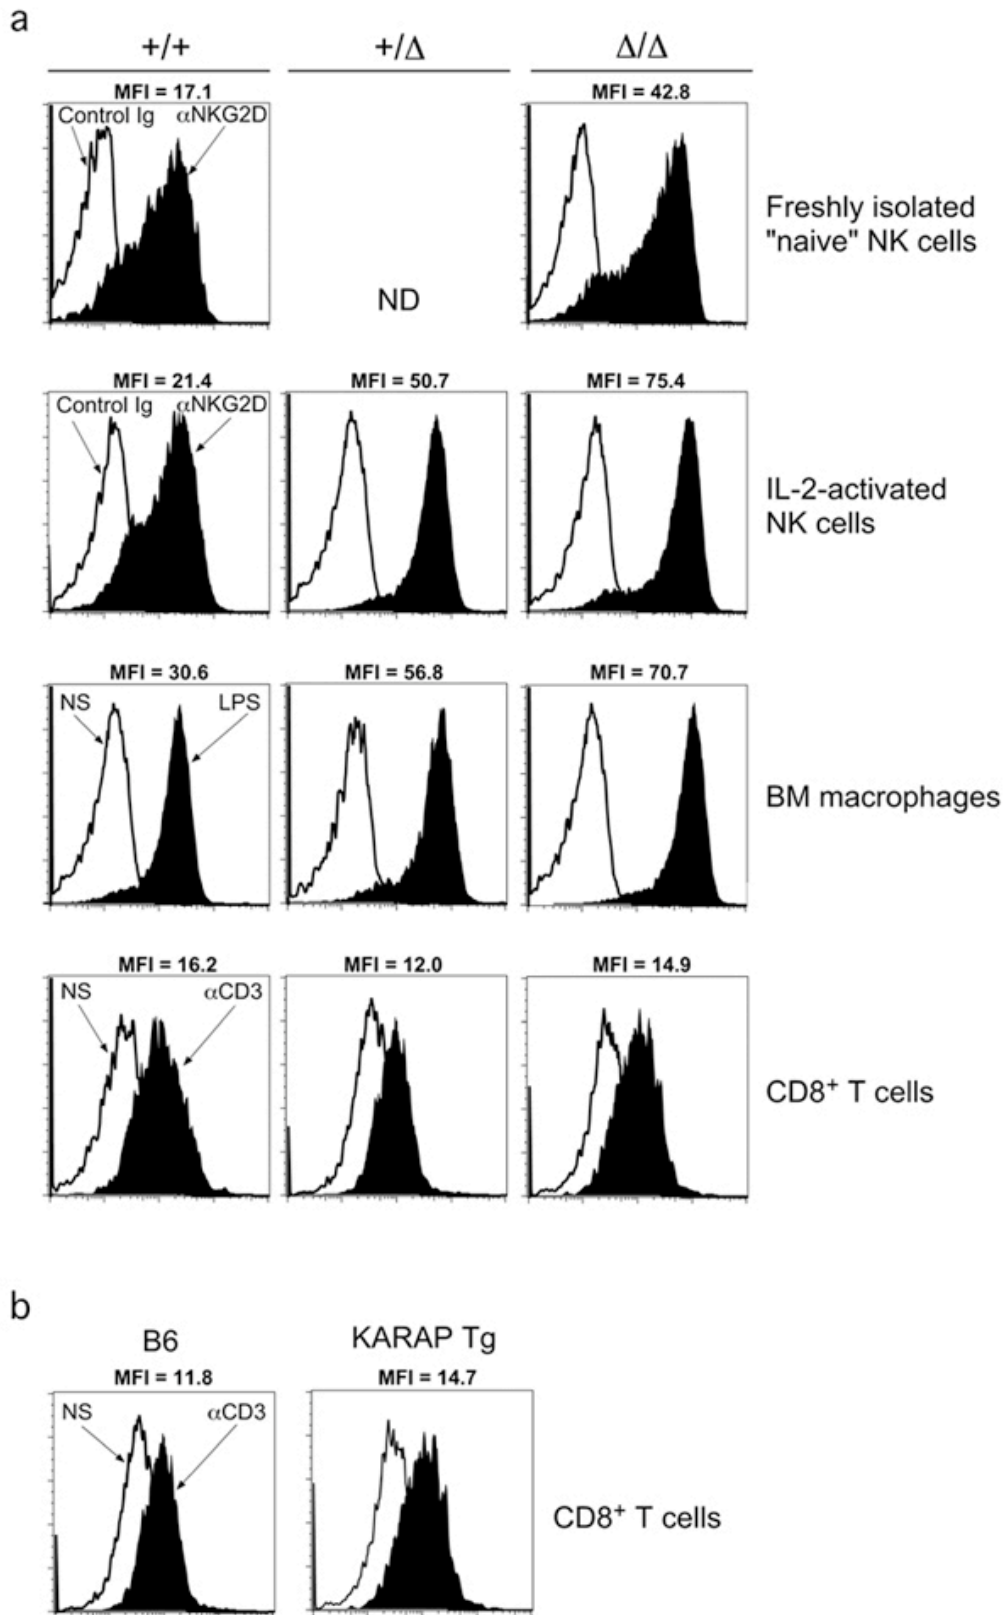 a
+/+ +/Δ Δ/Δ
MFI = 17.1 MFI = 42.8
Control Ig αNKG2D
Freshly isolated
"naive" NK cells
ND
MFI = 21.4 MFI = 50.7 MFI = 75.4
Control Ig αNKG2D
IL-2-activated
NK cells
MFI = 30.6 MFI = 56.8 MFI = 70.7
NS LPS
BM macrophages
MFI = 16.2 MFI = 12.0 MFI = 14.9
NS αCD3
CD8⁺ T cells
b
B6 KARAP Tg
MFI = 11.8 MFI = 14.7
NS αCD3
CD8⁺ T cells